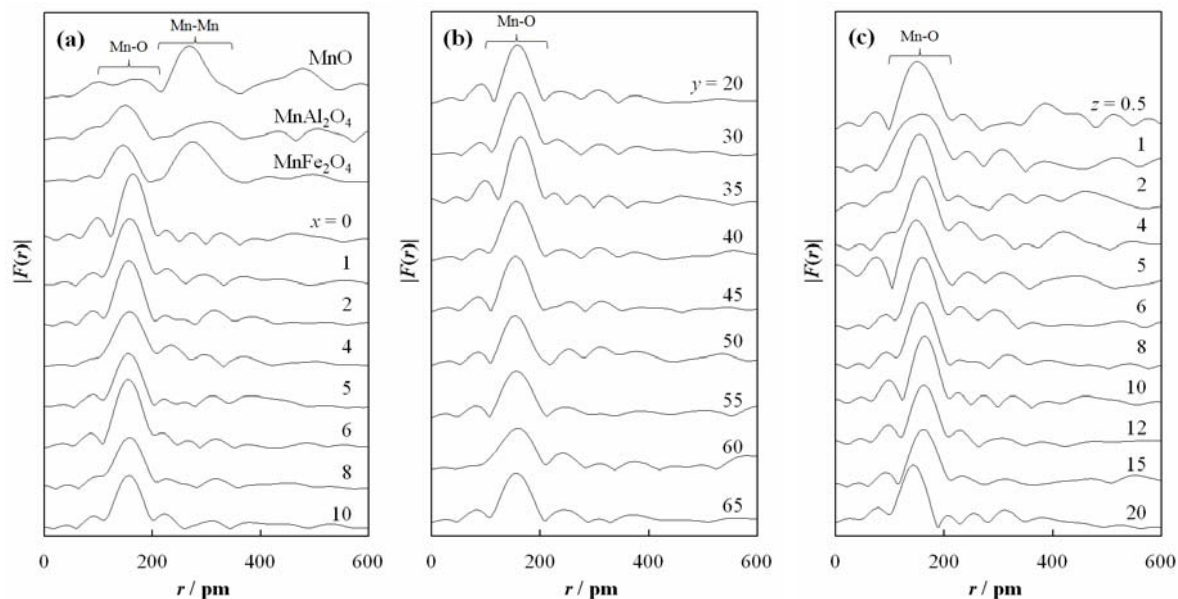 (a)
Mn-Mn
Mn-O
MnO
MnAl₂O₄
MnFe₂O₄
x = 0
1
2
4
5
6
8
10
|F(r)|
0 200 400 600
r / pm
(b)
Mn-O
y = 20
30
35
40
45
50
55
60
65
|F(r)|
0 200 400 600
r / pm
(c)
Mn-O
z = 0.5
1
2
4
5
6
8
10
12
15
20
|F(r)|
0 200 400 600
r / pm